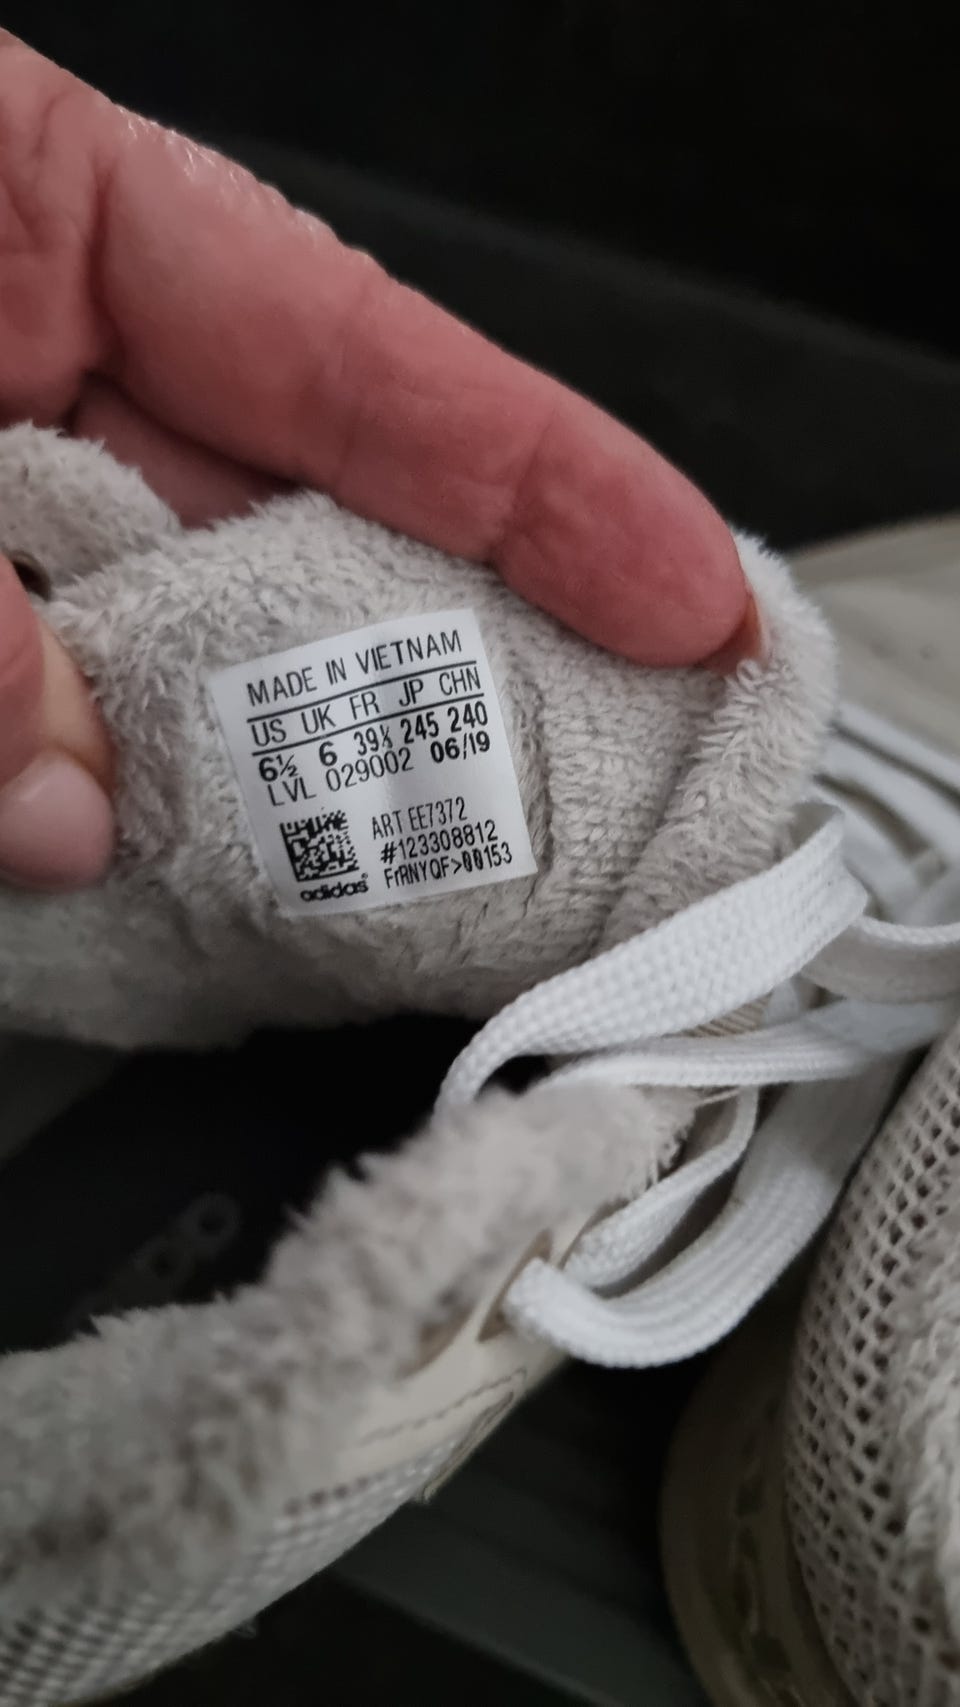 MADE IN VIETNAM
US UK FR JP CHN
6½ 6 39⅓ 245 240
LVL 029002 06/19
ART EE7372
#123308812
FrRNYQF>00153
adidas®